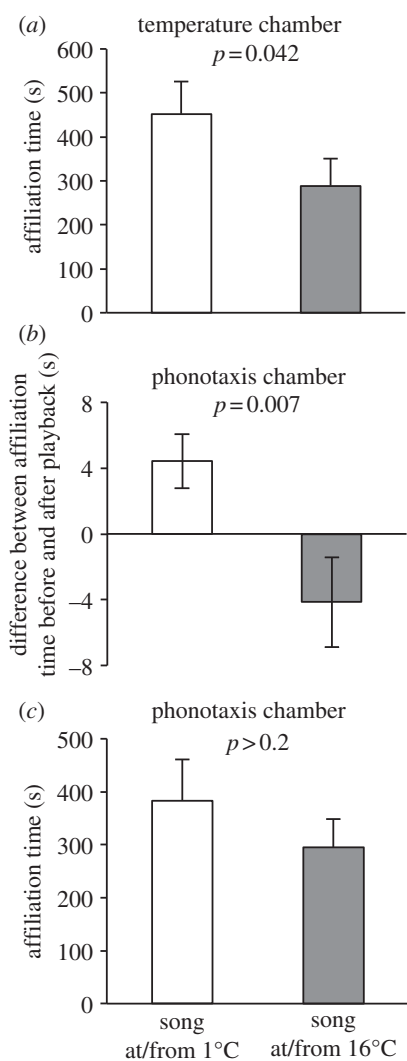 (a) temperature chamber
p=0.042
600
500
400
300
200
100
0
affiliation time (s)
(b)
phonotaxis chamber
p=0.007
8
4
0
−4
−8
difference between affiliation
time before and after playback (s)
(c) phonotaxis chamber
p>0.2
500
400
300
200
100
0
affiliation time (s)
song
at/from 1°C
song
at/from 16°C